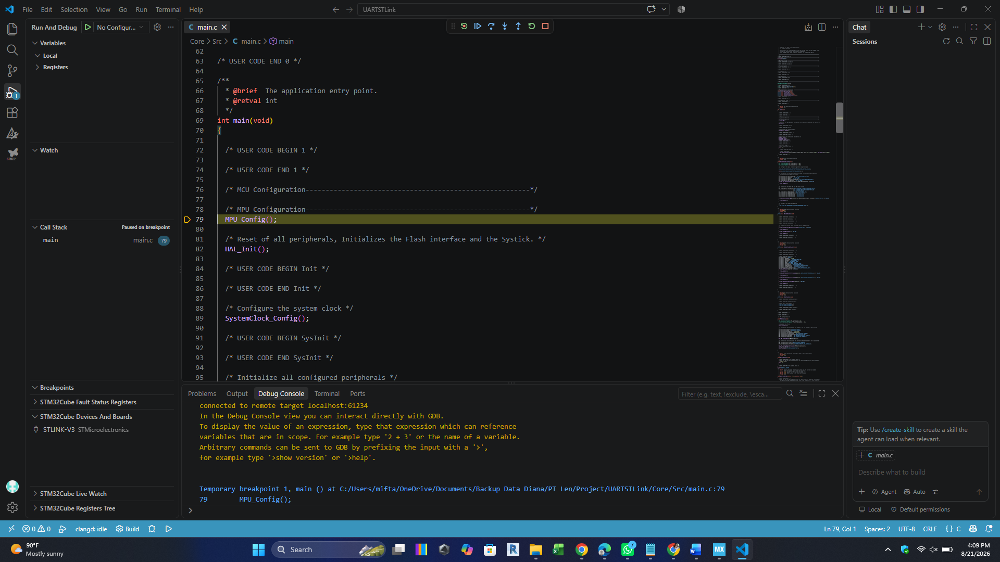 File Edit Selection View Go Run Terminal Help
UARTSTLink
Run And Debug No Configur...
Variables
Local
Registers
Watch
Call Stack Paused on breakpoint
main main.c 79
Breakpoints
STM32Cube Fault Status Registers
STM32Cube Devices And Boards
STLINK-V3 STMicroelectronics
STM32Cube Live Watch
STM32Cube Registers Tree
1
STM32
C main.c
Core > Src > C main.c > main
62
63 /* USER CODE END 0 */
64
65 /**
66 * @brief  The application entry point.
67 * @retval int
68 */
69 int main(void)
70 {
71
72 /* USER CODE BEGIN 1 */
73
74 /* USER CODE END 1 */
75
76 /* MCU Configuration--------------------------------------------------------*/
77
78 /* MPU Configuration--------------------------------------------------------*/
79 MPU_Config();
80
81 /* Reset of all peripherals, Initializes the Flash interface and the Systick. */
82 HAL_Init();
83
84 /* USER CODE BEGIN Init */
85
86 /* USER CODE END Init */
87
88 /* Configure the system clock */
89 SystemClock_Config();
90
91 /* USER CODE BEGIN SysInit */
92
93 /* USER CODE END SysInit */
94
95 /* Initialize all configured peripherals */
Problems Output Debug Console Terminal Ports
Filter (e.g. text, !exclude, \esca...
connected to remote target localhost:61234
In the Debug Console view you can interact directly with GDB.
To display the value of an expression, type that expression which can reference
variables that are in scope. For example type '2 + 3' or the name of a variable.
Arbitrary commands can be sent to GDB by prefixing the input with a '>',
for example type '>show version' or '>help'.
Temporary breakpoint 1, main () at C:/Users/mifta/OneDrive/Documents/Backup Data Diana/PT Len/Project/UARTSTLink/Core/Src/main.c:79
79 MPU_Config();
>
Chat
Sessions
Tip: Use /create-skill to create a skill the
agent can load when relevant.
C main.c
Describe what to build
Agent Auto
Local Default permissions
0 0 clangd: idle Build
Ln 79, Col 1 Spaces: 2 UTF-8 CRLF {} C
90°F
Mostly sunny
Search
7
MX
4:09 PM
8/21/2026